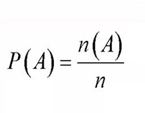 P(A) = n(A) / n